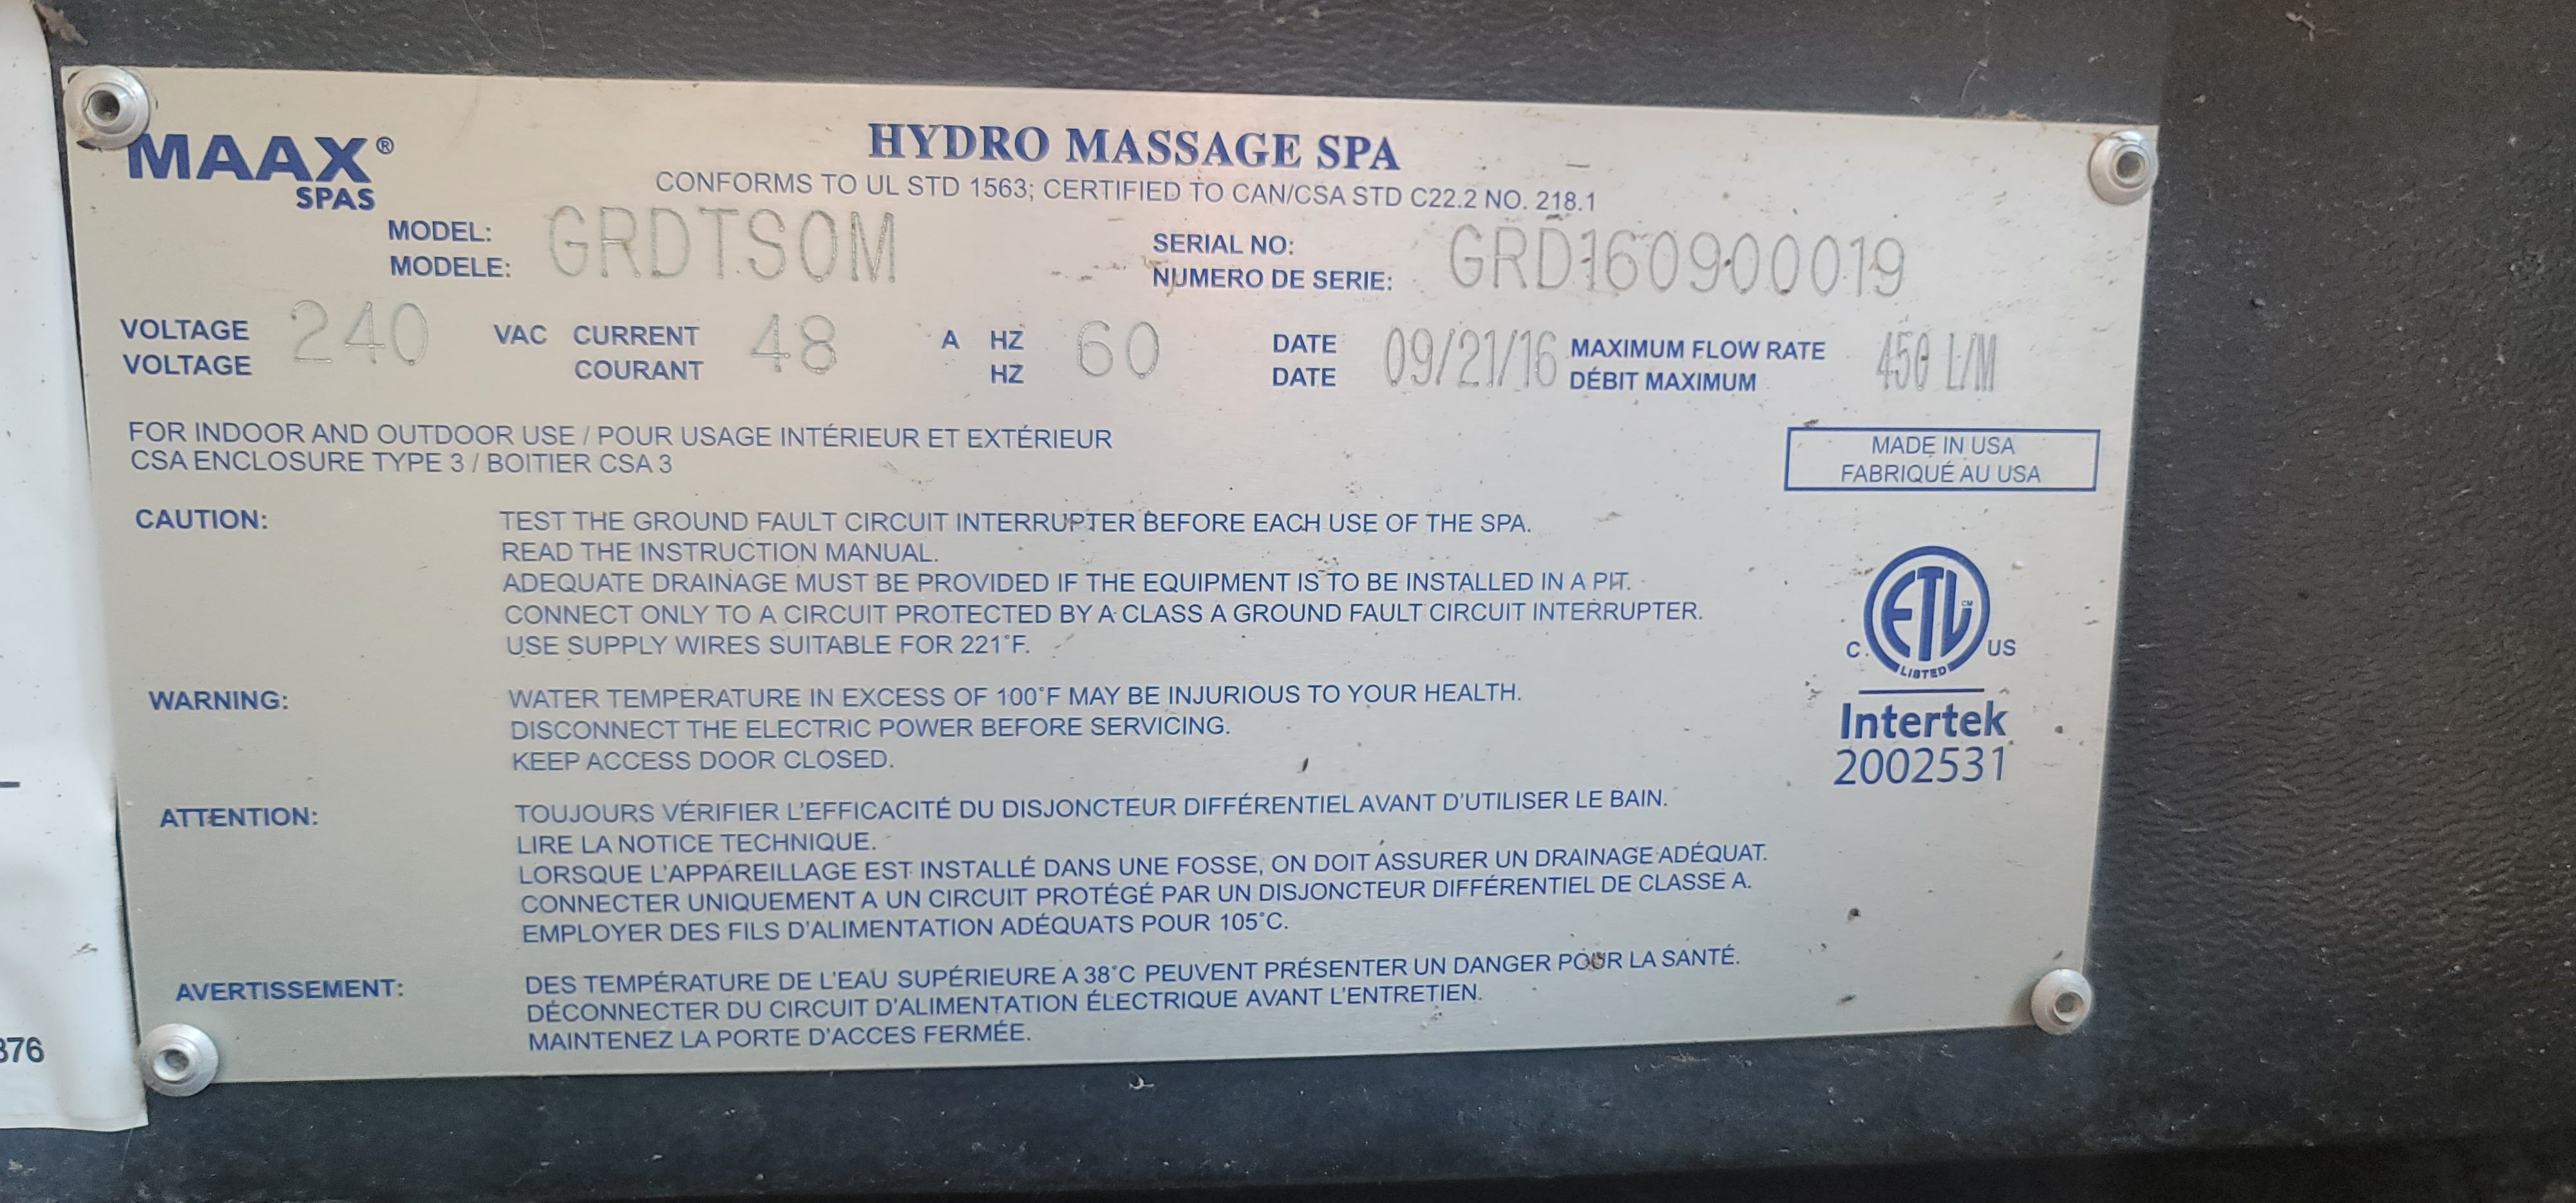 MAAX®
SPAS
HYDRO MASSAGE SPA
CONFORMS TO UL STD 1563; CERTIFIED TO CAN/CSA STD C22.2 NO. 218.1
MODEL:
MODELE: GRDTSOM
SERIAL NO:
NUMERO DE SERIE: GRD160900019
VOLTAGE
VOLTAGE 240 VAC
CURRENT
COURANT 48 A
HZ
HZ 60
DATE
DATE 09/21/16
MAXIMUM FLOW RATE
DÉBIT MAXIMUM 450 L/M
FOR INDOOR AND OUTDOOR USE / POUR USAGE INTÉRIEUR ET EXTÉRIEUR
CSA ENCLOSURE TYPE 3 / BOITIER CSA 3
MADE IN USA
FABRIQUÉ AU USA
CAUTION: TEST THE GROUND FAULT CIRCUIT INTERRUPTER BEFORE EACH USE OF THE SPA.
READ THE INSTRUCTION MANUAL.
ADEQUATE DRAINAGE MUST BE PROVIDED IF THE EQUIPMENT IS TO BE INSTALLED IN A PIT.
CONNECT ONLY TO A CIRCUIT PROTECTED BY A CLASS A GROUND FAULT CIRCUIT INTERRUPTER.
USE SUPPLY WIRES SUITABLE FOR 221°F.
WARNING: WATER TEMPERATURE IN EXCESS OF 100°F MAY BE INJURIOUS TO YOUR HEALTH.
DISCONNECT THE ELECTRIC POWER BEFORE SERVICING.
KEEP ACCESS DOOR CLOSED.
C ETL CM US
LISTED
Intertek
2002531
ATTENTION: TOUJOURS VÉRIFIER L'EFFICACITÉ DU DISJONCTEUR DIFFÉRENTIEL AVANT D'UTILISER LE BAIN.
LIRE LA NOTICE TECHNIQUE.
LORSQUE L'APPAREILLAGE EST INSTALLÉ DANS UNE FOSSE, ON DOIT ASSURER UN DRAINAGE ADÉQUAT.
CONNECTER UNIQUEMENT A UN CIRCUIT PROTÉGÉ PAR UN DISJONCTEUR DIFFÉRENTIEL DE CLASSE A.
EMPLOYER DES FILS D'ALIMENTATION ADÉQUATS POUR 105°C.
AVERTISSEMENT: DES TEMPÉRATURE DE L'EAU SUPÉRIEURE A 38°C PEUVENT PRÉSENTER UN DANGER POUR LA SANTÉ.
DÉCONNECTER DU CIRCUIT D'ALIMENTATION ÉLECTRIQUE AVANT L'ENTRETIEN.
MAINTENEZ LA PORTE D'ACCES FERMÉE.
376